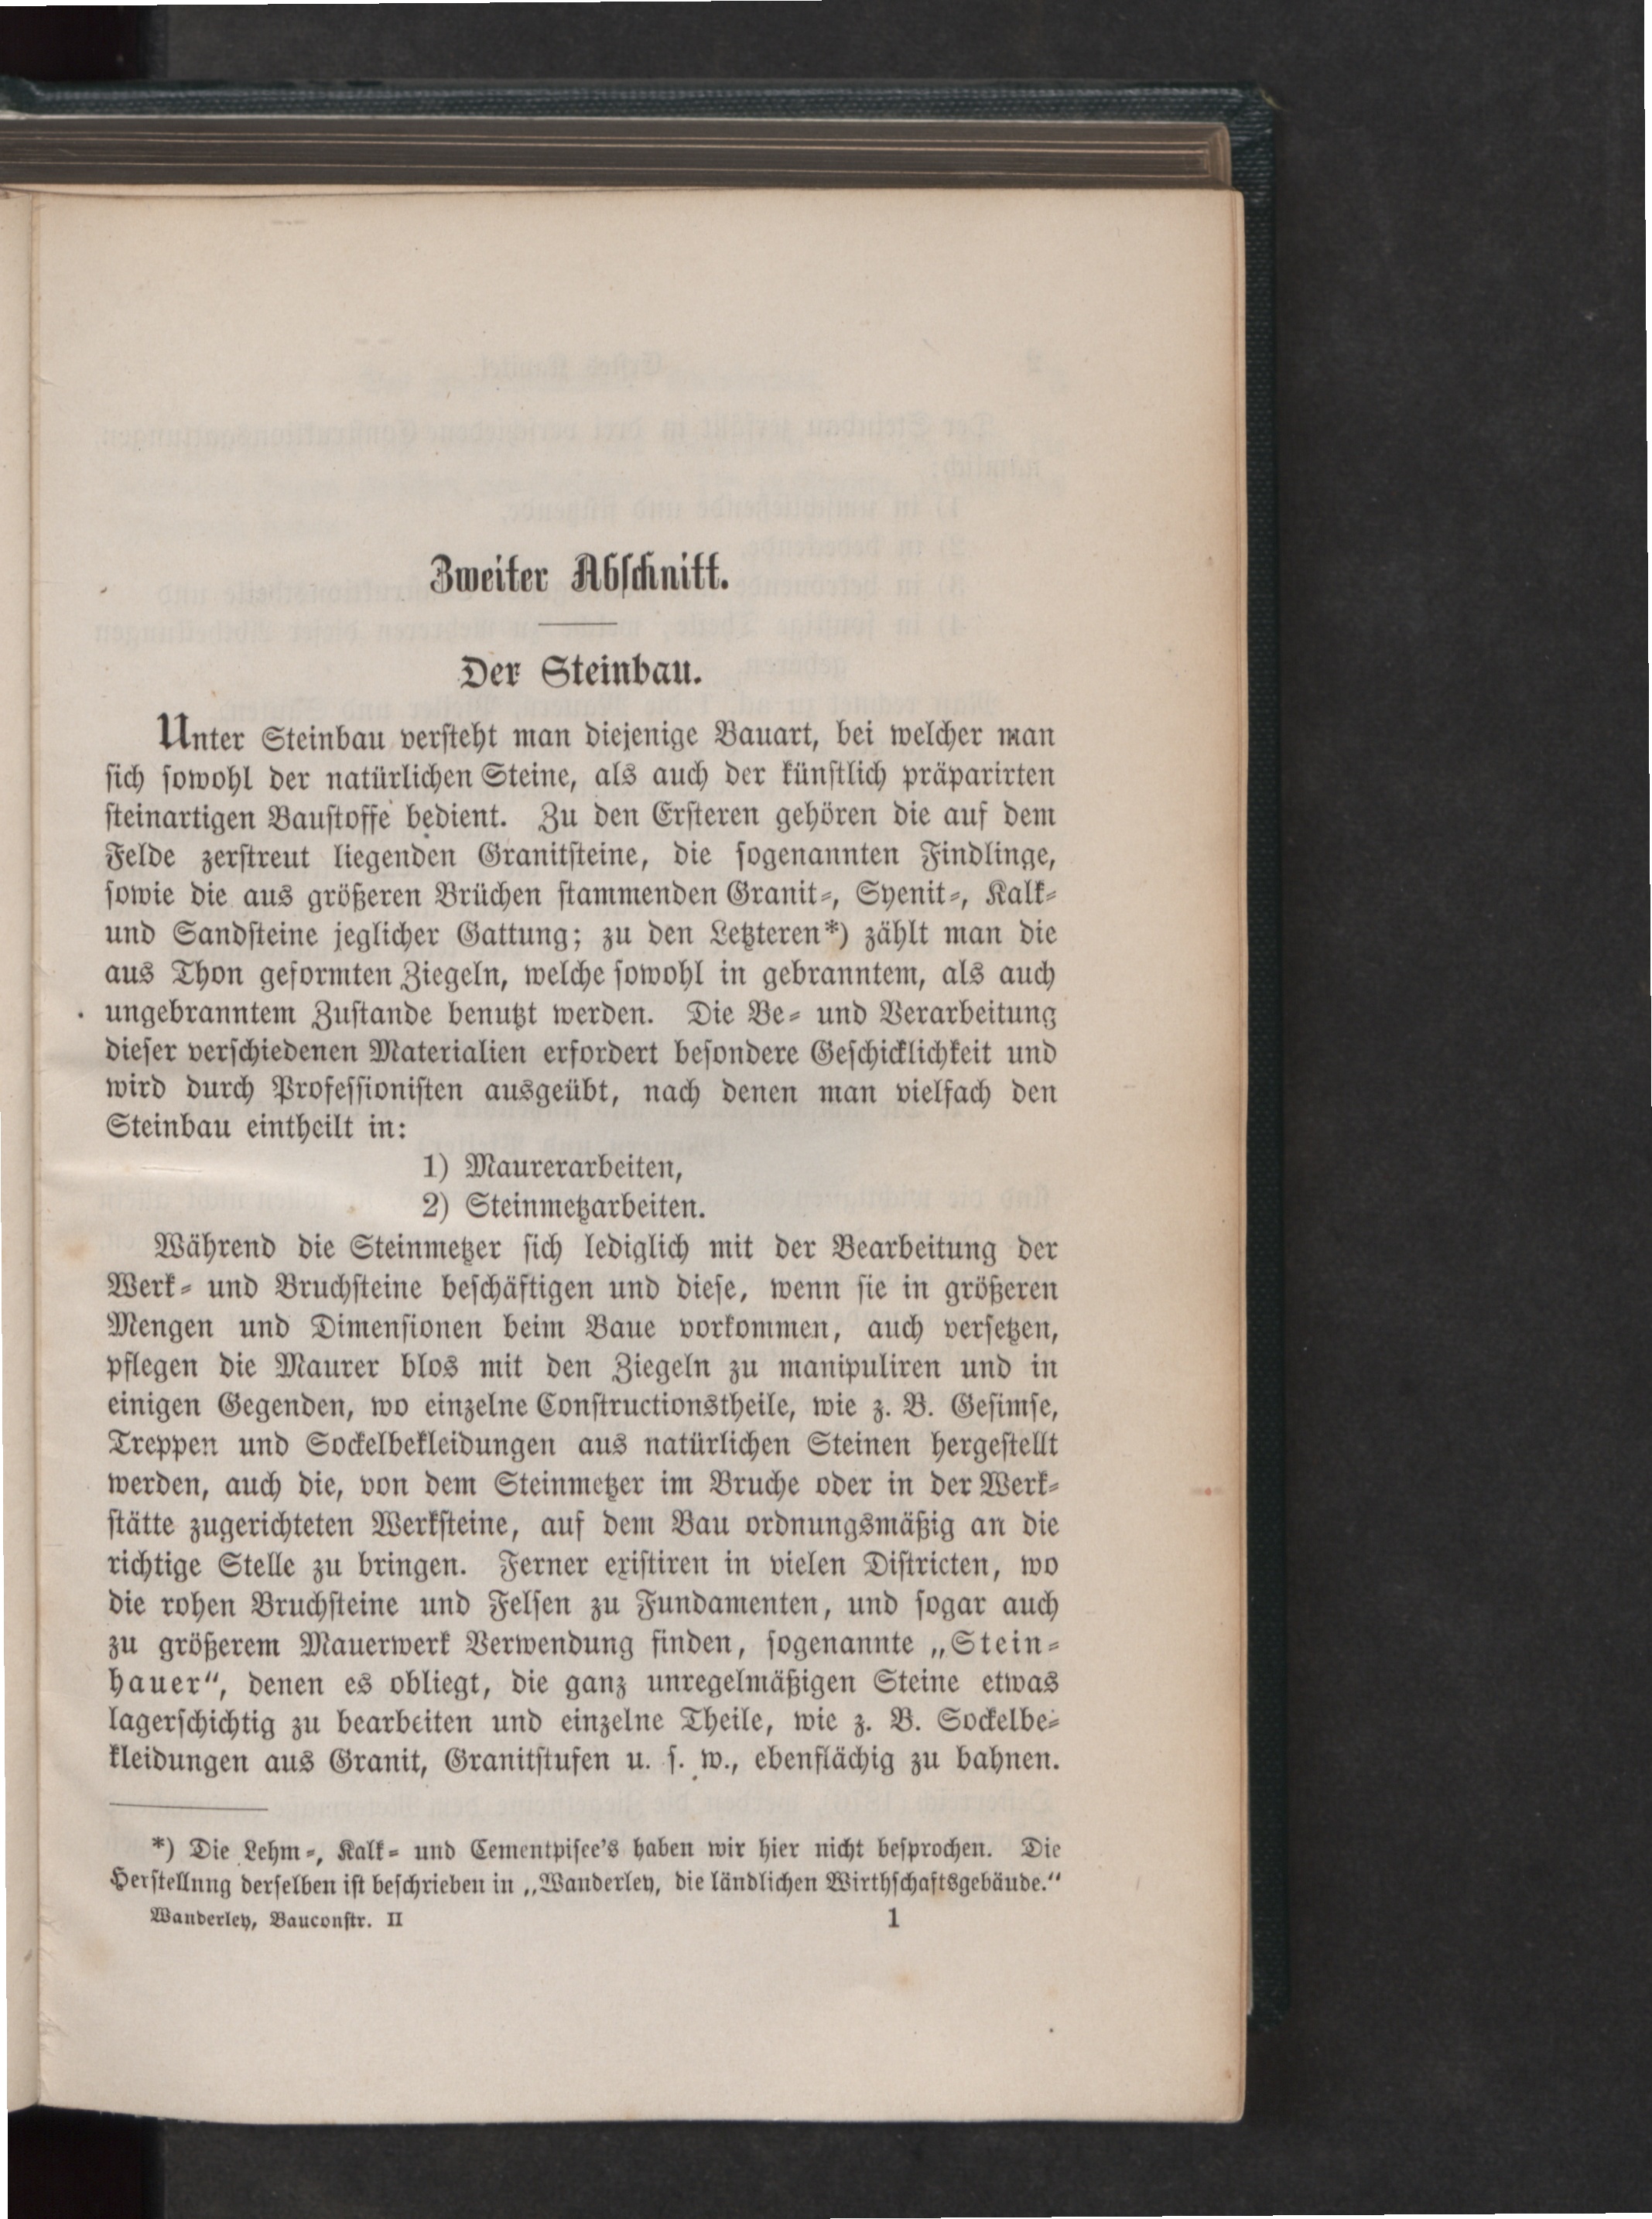 Zweiter Abschnitt.
Der Steinbau.
Unter Steinbau versteht man diejenige Bauart, bei welcher man
sich sowohl der natürlichen Steine, als auch der künstlich präparirten
steinartigen Baustoffe bedient. Zu den Ersteren gehören die auf dem
Felde zerstreut liegenden Granitsteine, die sogenannten Findlinge,
sowie die aus größeren Brüchen stammenden Granit-, Syenit-, Kalk-
und Sandsteine jeglicher Gattung; zu den Letzteren*) zählt man die
aus Thon geformten Ziegeln, welche sowohl in gebranntem, als auch
ungebranntem Zustande benutzt werden. Die Be- und Verarbeitung
dieser verschiedenen Materialien erfordert besondere Geschicklichkeit und
wird durch Professionisten ausgeübt, nach denen man vielfach den
Steinbau eintheilt in:
1) Maurerarbeiten,
2) Steinmetzarbeiten.
Während die Steinmetzer sich lediglich mit der Bearbeitung der
Werk- und Bruchsteine beschäftigen und diese, wenn sie in größeren
Mengen und Dimensionen beim Baue vorkommen, auch versetzen,
pflegen die Maurer blos mit den Ziegeln zu manipuliren und in
einigen Gegenden, wo einzelne Constructionstheile, wie z. B. Gesimse,
Treppen und Sockelbekleidungen aus natürlichen Steinen hergestellt
werden, auch die, von dem Steinmetzer im Bruche oder in der Werk-
stätte zugerichteten Werksteine, auf dem Bau ordnungsmäßig an die
richtige Stelle zu bringen. Ferner existiren in vielen Districten, wo
die rohen Bruchsteine und Felsen zu Fundamenten, und sogar auch
zu größerem Mauerwerk Verwendung finden, sogenannte „Stein-
hauer“, denen es obliegt, die ganz unregelmäßigen Steine etwas
lagerschichtig zu bearbeiten und einzelne Theile, wie z. B. Sockelbe-
kleidungen aus Granit, Granitstufen u. s. w., ebenflächig zu bahnen.
*) Die Lehm-, Kalk- und Cementpisee's haben wir hier nicht besprochen. Die
Herstellung derselben ist beschrieben in „Wanderley, die ländlichen Wirthschaftsgebäude.“
Wanderley, Bauconstr. II 1